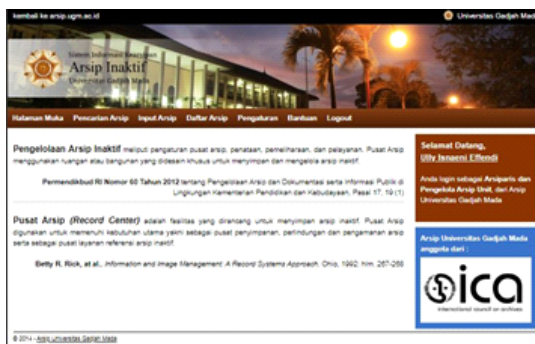 kembali ke arsip.ugm.ac.id
Universitas Gadjah Mada
Sistem Informasi Kearsipan
Arsip Inaktif
Universitas Gadjah Mada
Halaman Muka Pencarian Arsip Input Arsip Daftar Arsip Pengaturan Bantuan Logout
Pengelolaan Arsip Inaktif meliputi pengaturan pusat arsip, penataan, pemeliharaan, dan pelayanan. Pusat Arsip
menggunakan ruangan atau bangunan yang didesain khusus untuk menyimpan dan mengelola arsip inaktif.
Permendikbud RI Nomor 60 Tahun 2012 tentang Pengelolaan Arsip dan Dokumentasi serta Informasi Publik di
Lingkungan Kementerian Pendidikan dan Kebudayaan, Pasal 17, 19 (1)
Pusat Arsip (Record Center) adalah fasilitas yang dirancang untuk menyimpan arsip inaktif. Pusat Arsip
digunakan untuk memenuhi kebutuhan utama yakni sebagai pusat penyimpanan, perlindungan dan pengamanan arsip
serta sebagai pusat layanan referensi arsip inaktif.
Betty R. Rick, at al., Information and Image Management: A Record Systems Approach, Ohio, 1992, hlm. 267-268
Selamat Datang,
Ully Isnaeni Effendi
Anda login sebagai Arsiparis dan
Pengelola Arsip Unit, dari Arsip
Universitas Gadjah Mada
Arsip Universitas Gadjah Mada
anggota dari :
ica
international council on archives
© 2014 - Arsip Universitas Gadjah Mada